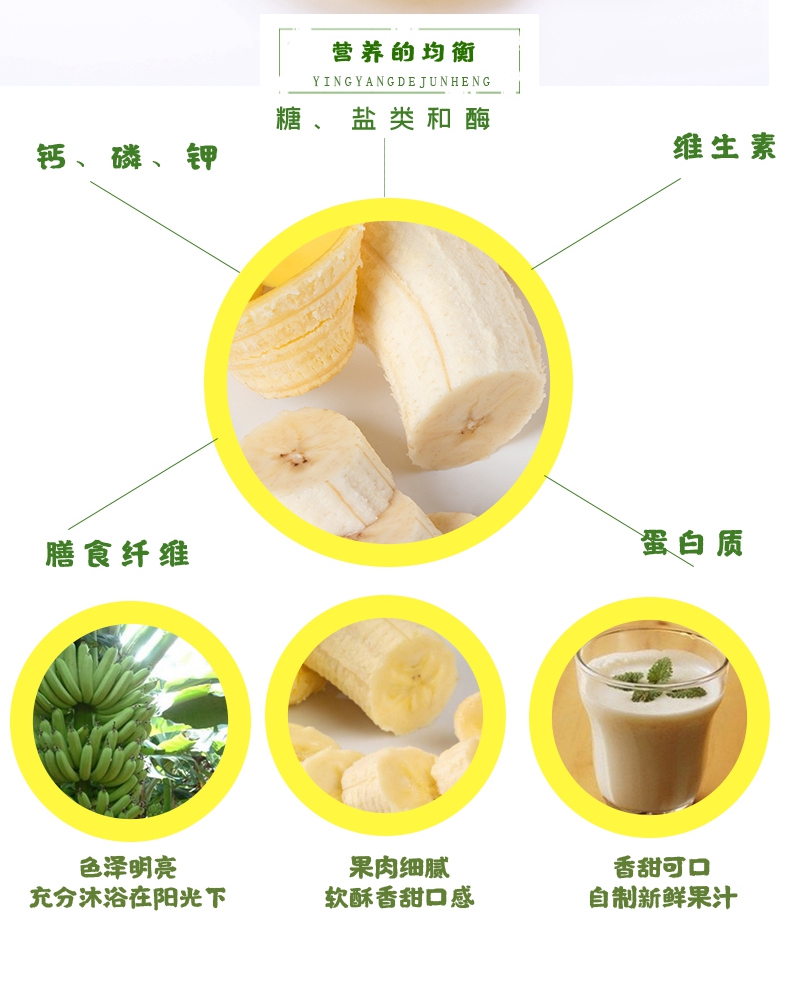 营养的均衡
YINGYANGDEJUNHENG
糖、盐类和酶
钙、磷、钾
维生素
膳食纤维
蛋白质
色泽明亮
充分沐浴在阳光下
果肉细腻
软酥香甜口感
香甜可口
自制新鲜果汁